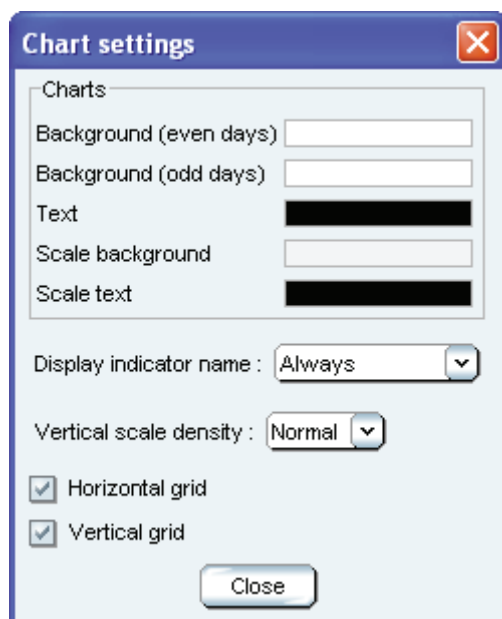 Chart settings
Charts
Background (even days)
Background (odd days)
Text
Scale background
Scale text
Display indicator name : Always
Vertical scale density : Normal
Horizontal grid
Vertical grid
Close